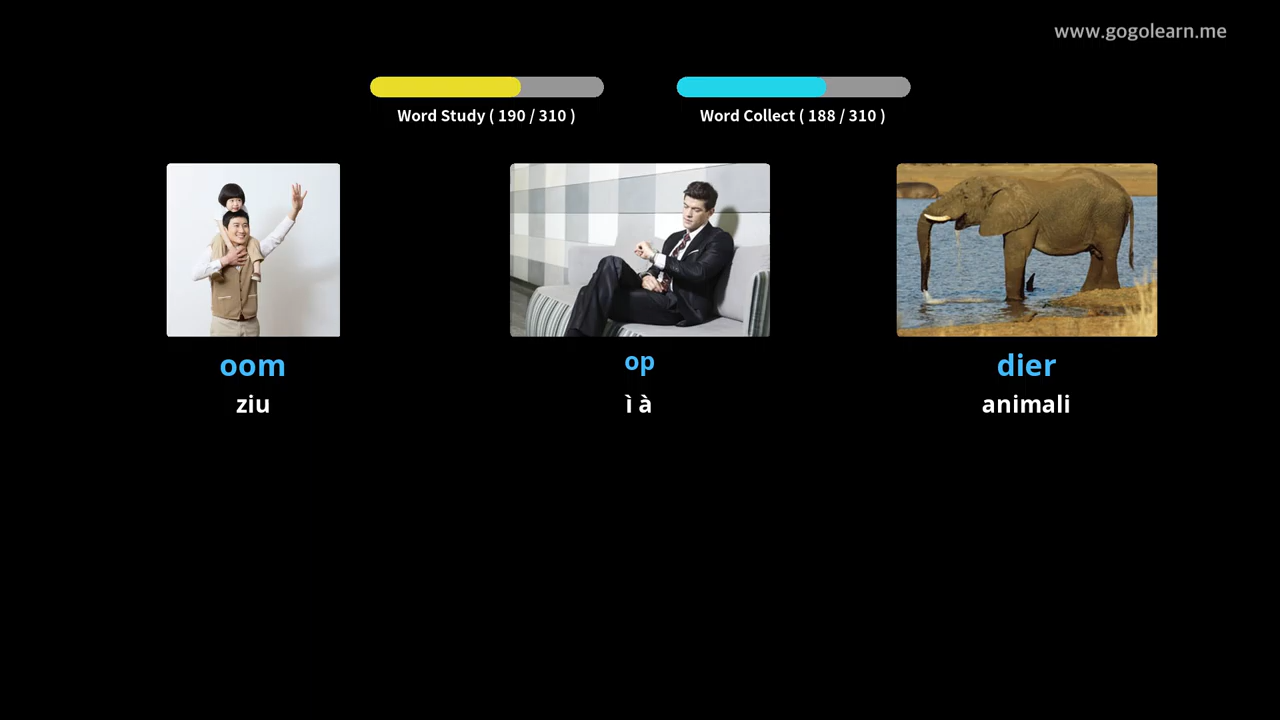 www.gogolearn.me
Word Study ( 190 / 310 )
Word Collect ( 188 / 310 )
oom
ziu
op
ì à
dier
animali